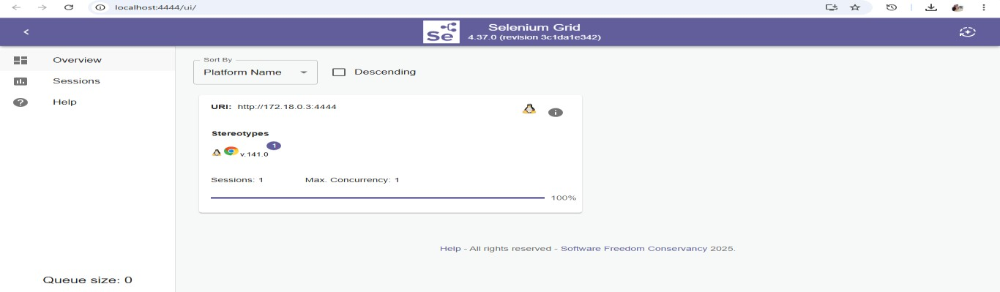 localhost:4444/ui/
<
Se
Selenium Grid
4.37.0 (revision 3c1da1e342)
Overview
Sessions
Help
Sort By
Platform Name
Descending
URI: http://172.18.0.3:4444
Stereotypes
v.141.0
1
Sessions: 1 Max. Concurrency: 1
100%
Help - All rights reserved - Software Freedom Conservancy 2025.
Queue size: 0